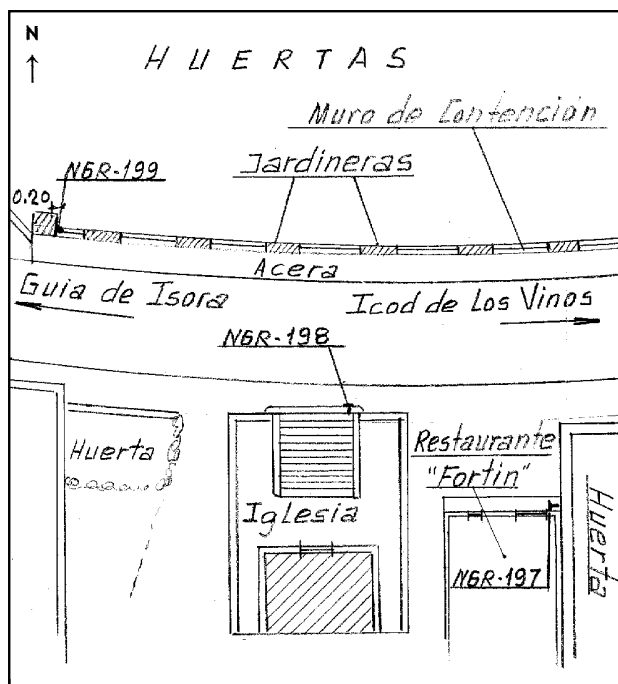 N
HUERTAS
Muro de Contención
Jardineras
NGR-199
0.20
Acera
Guia de Isora
Icod de Los Vinos
NGR-198
Huerta
Restaurante
"Fortin"
Iglesia
Huerta
NGR-197